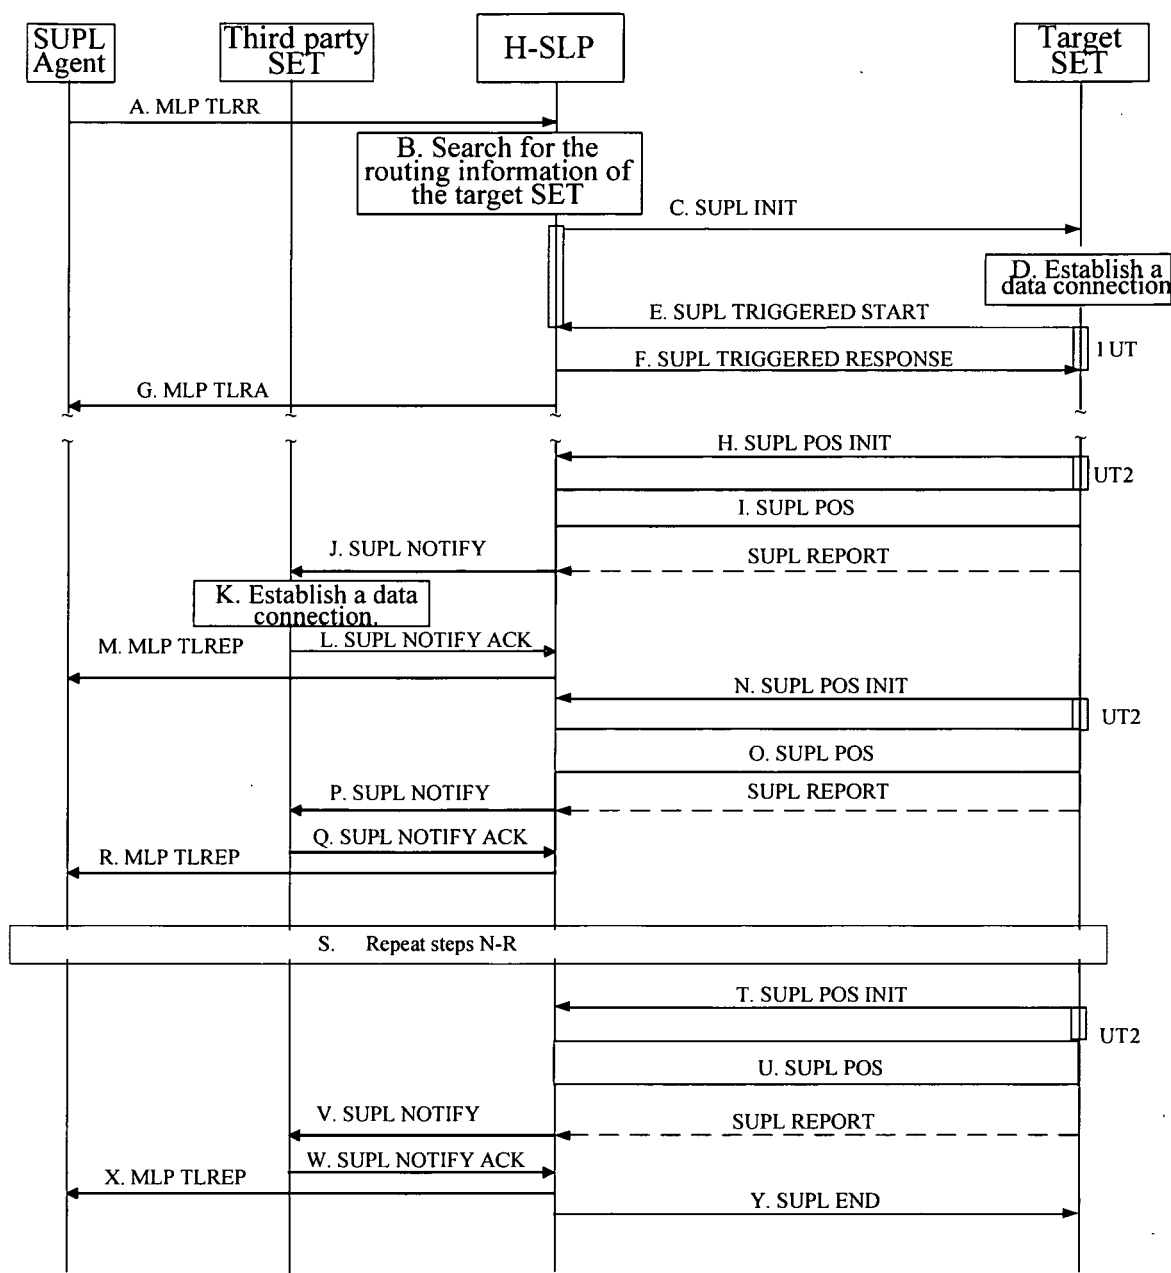 SUPL
Agent
Third party
SET
H-SLP
Target
SET
A. MLP TLRR
B. Search for the
routing information of
the target SET
C. SUPL INIT
D. Establish a
data connection
E. SUPL TRIGGERED START
1UT
F. SUPL TRIGGERED RESPONSE
G. MLP TLRA
H. SUPL POS INIT
UT2
I. SUPL POS
J. SUPL NOTIFY
SUPL REPORT
K. Establish a data
connection.
M. MLP TLREP
L. SUPL NOTIFY ACK
N. SUPL POS INIT
UT2
O. SUPL POS
P. SUPL NOTIFY
SUPL REPORT
Q. SUPL NOTIFY ACK
R. MLP TLREP
S. Repeat steps N-R
T. SUPL POS INIT
UT2
U. SUPL POS
V. SUPL NOTIFY
SUPL REPORT
W. SUPL NOTIFY ACK
X. MLP TLREP
Y. SUPL END